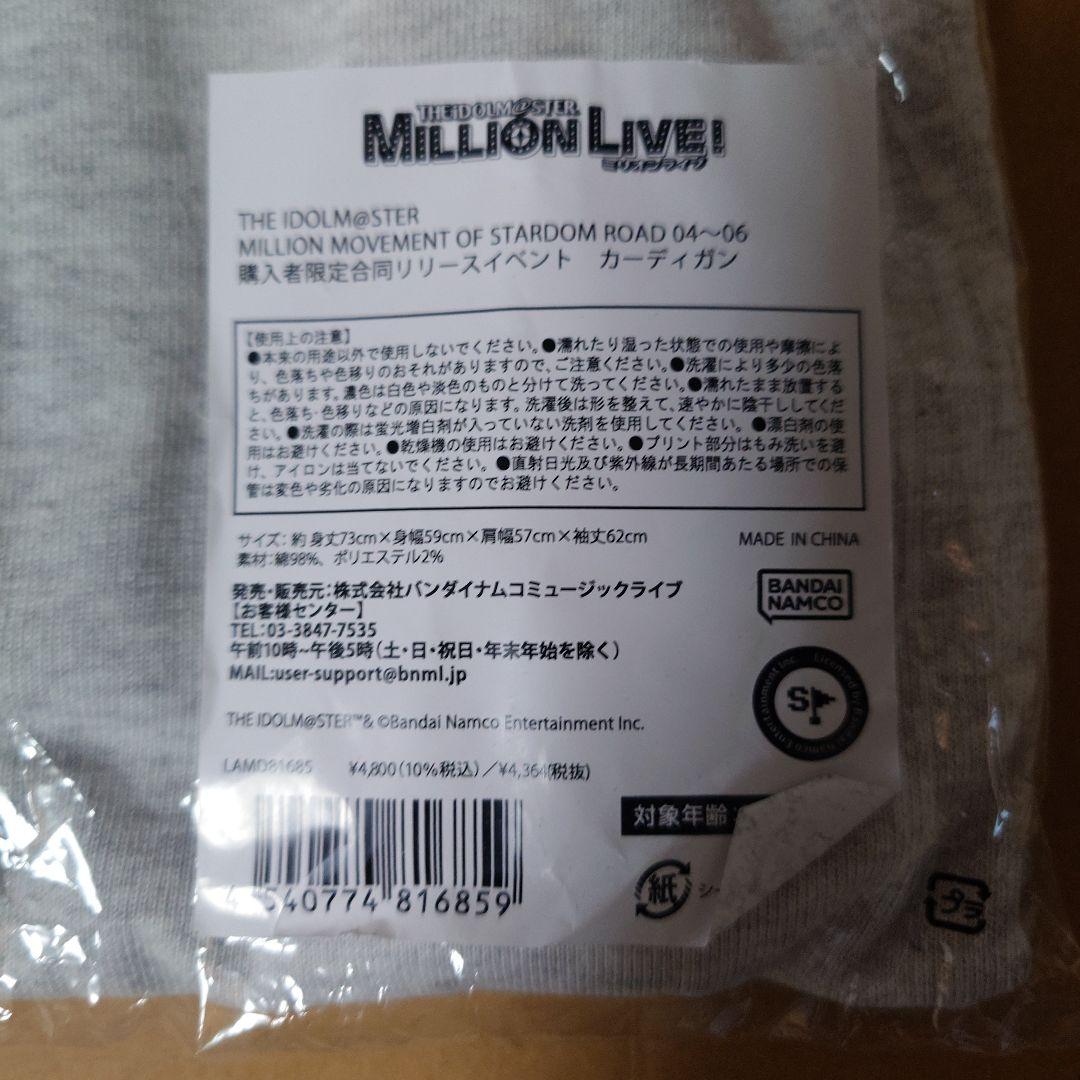 THE IDOLM@STER
MILLION LIVE!
ミリオンライブ
THE IDOLM@STER
MILLION MOVEMENT OF STARDOM ROAD 04～06
購入者限定合同リリースイベント　カーディガン
【使用上の注意】
●本来の用途以外で使用しないでください。●濡れたり湿った状態での使用や摩擦によ
り、色落ちや色移りのおそれがありますので、ご注意ください。●洗濯により多少の色落
ちがあります。濃色は白色や淡色のものと分けて洗ってください。●濡れたまま放置する
と、色落ち・色移りなどの原因になります。洗濯後は形を整えて、速やかに陰干ししてくだ
さい。●洗濯の際は蛍光増白剤が入っていない洗剤を使用してください。●漂白剤の使
用はお避けください。●乾燥機の使用はお避けください。●プリント部分はもみ洗いを避
け、アイロンは当てないでください。●直射日光及び紫外線が長期間あたる場所での保
管は変色や劣化の原因になりますのでお避けください。
サイズ：約 身丈73cm×身幅59cm×肩幅57cm×袖丈62cm
素材：綿98%、ポリエステル2%
MADE IN CHINA
発売・販売元：株式会社バンダイナムコミュージックライブ
【お客様センター】
TEL：03-3847-7535
午前10時~午後5時（土・日・祝日・年末年始を除く）
MAIL:user-support@bnml.jp
BANDAI
NAMCO
Licensed by Bandai Namco Entertainment Inc.
S
THE IDOLM@STER™& ©Bandai Namco Entertainment Inc.
LAMD81685
¥4,800（10%税込）／¥4,364（税抜）
4 540774 816859
対象年齢
紙
プラ